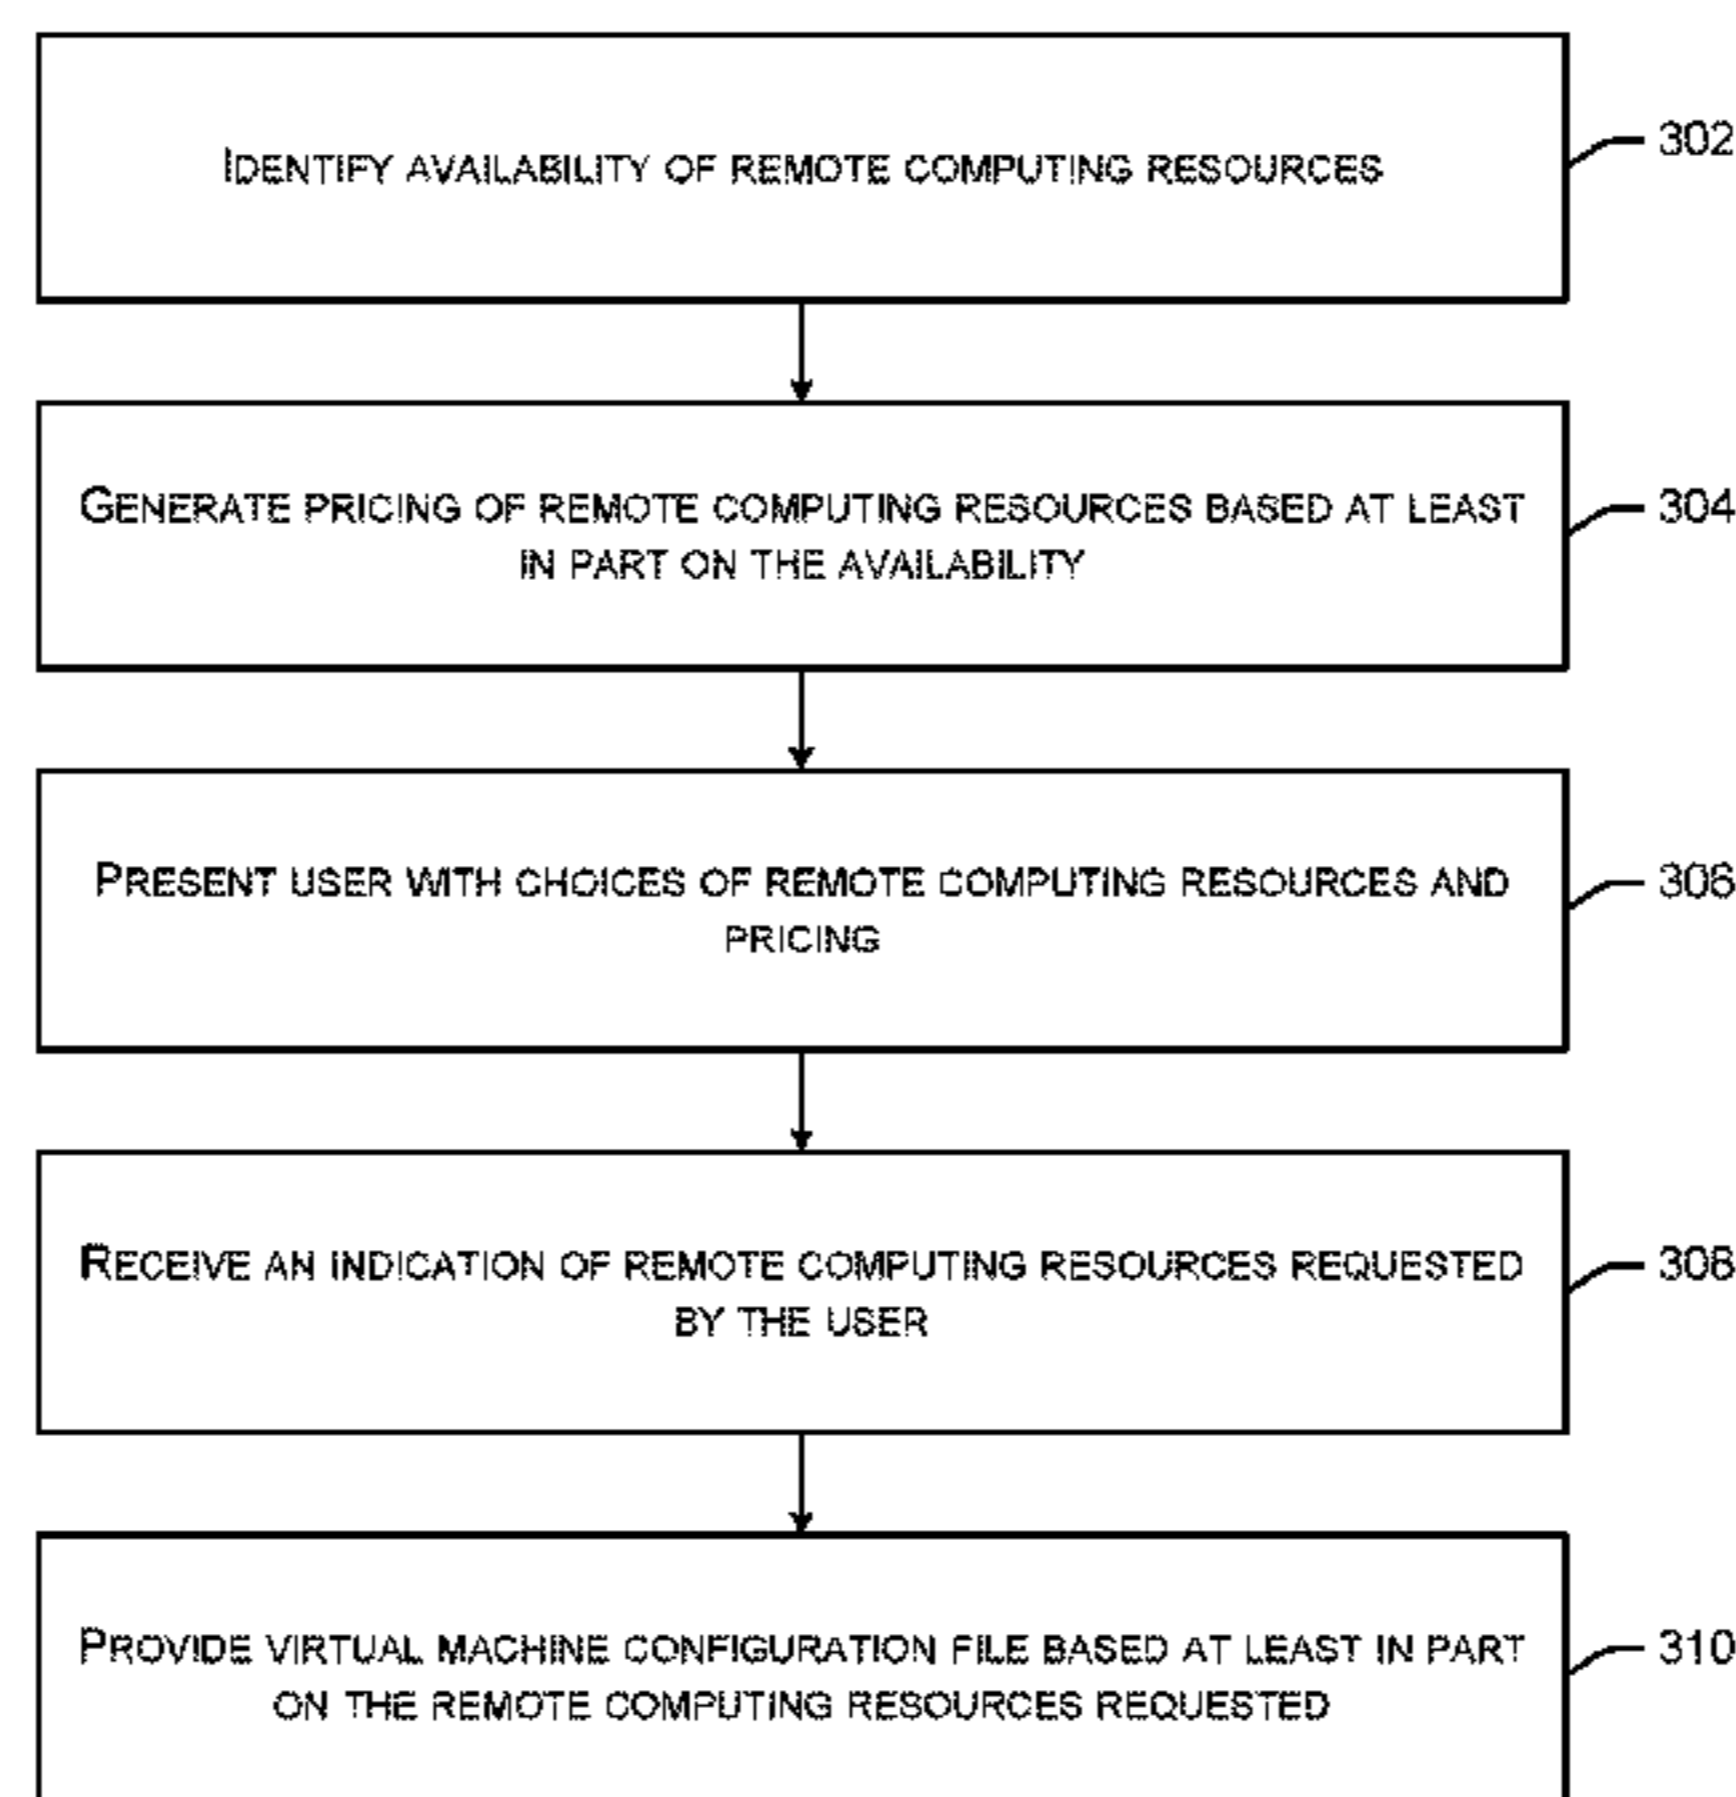 IDENTIFY AVAILABILITY OF REMOTE COMPUTING RESOURCES
302
GENERATE PRICING OF REMOTE COMPUTING RESOURCES BASED AT LEAST
IN PART ON THE AVAILABILITY
304
PRESENT USER WITH CHOICES OF REMOTE COMPUTING RESOURCES AND
PRICING
306
RECEIVE AN INDICATION OF REMOTE COMPUTING RESOURCES REQUESTED
BY THE USER
308
PROVIDE VIRTUAL MACHINE CONFIGURATION FILE BASED AT LEAST IN PART
ON THE REMOTE COMPUTING RESOURCES REQUESTED
310